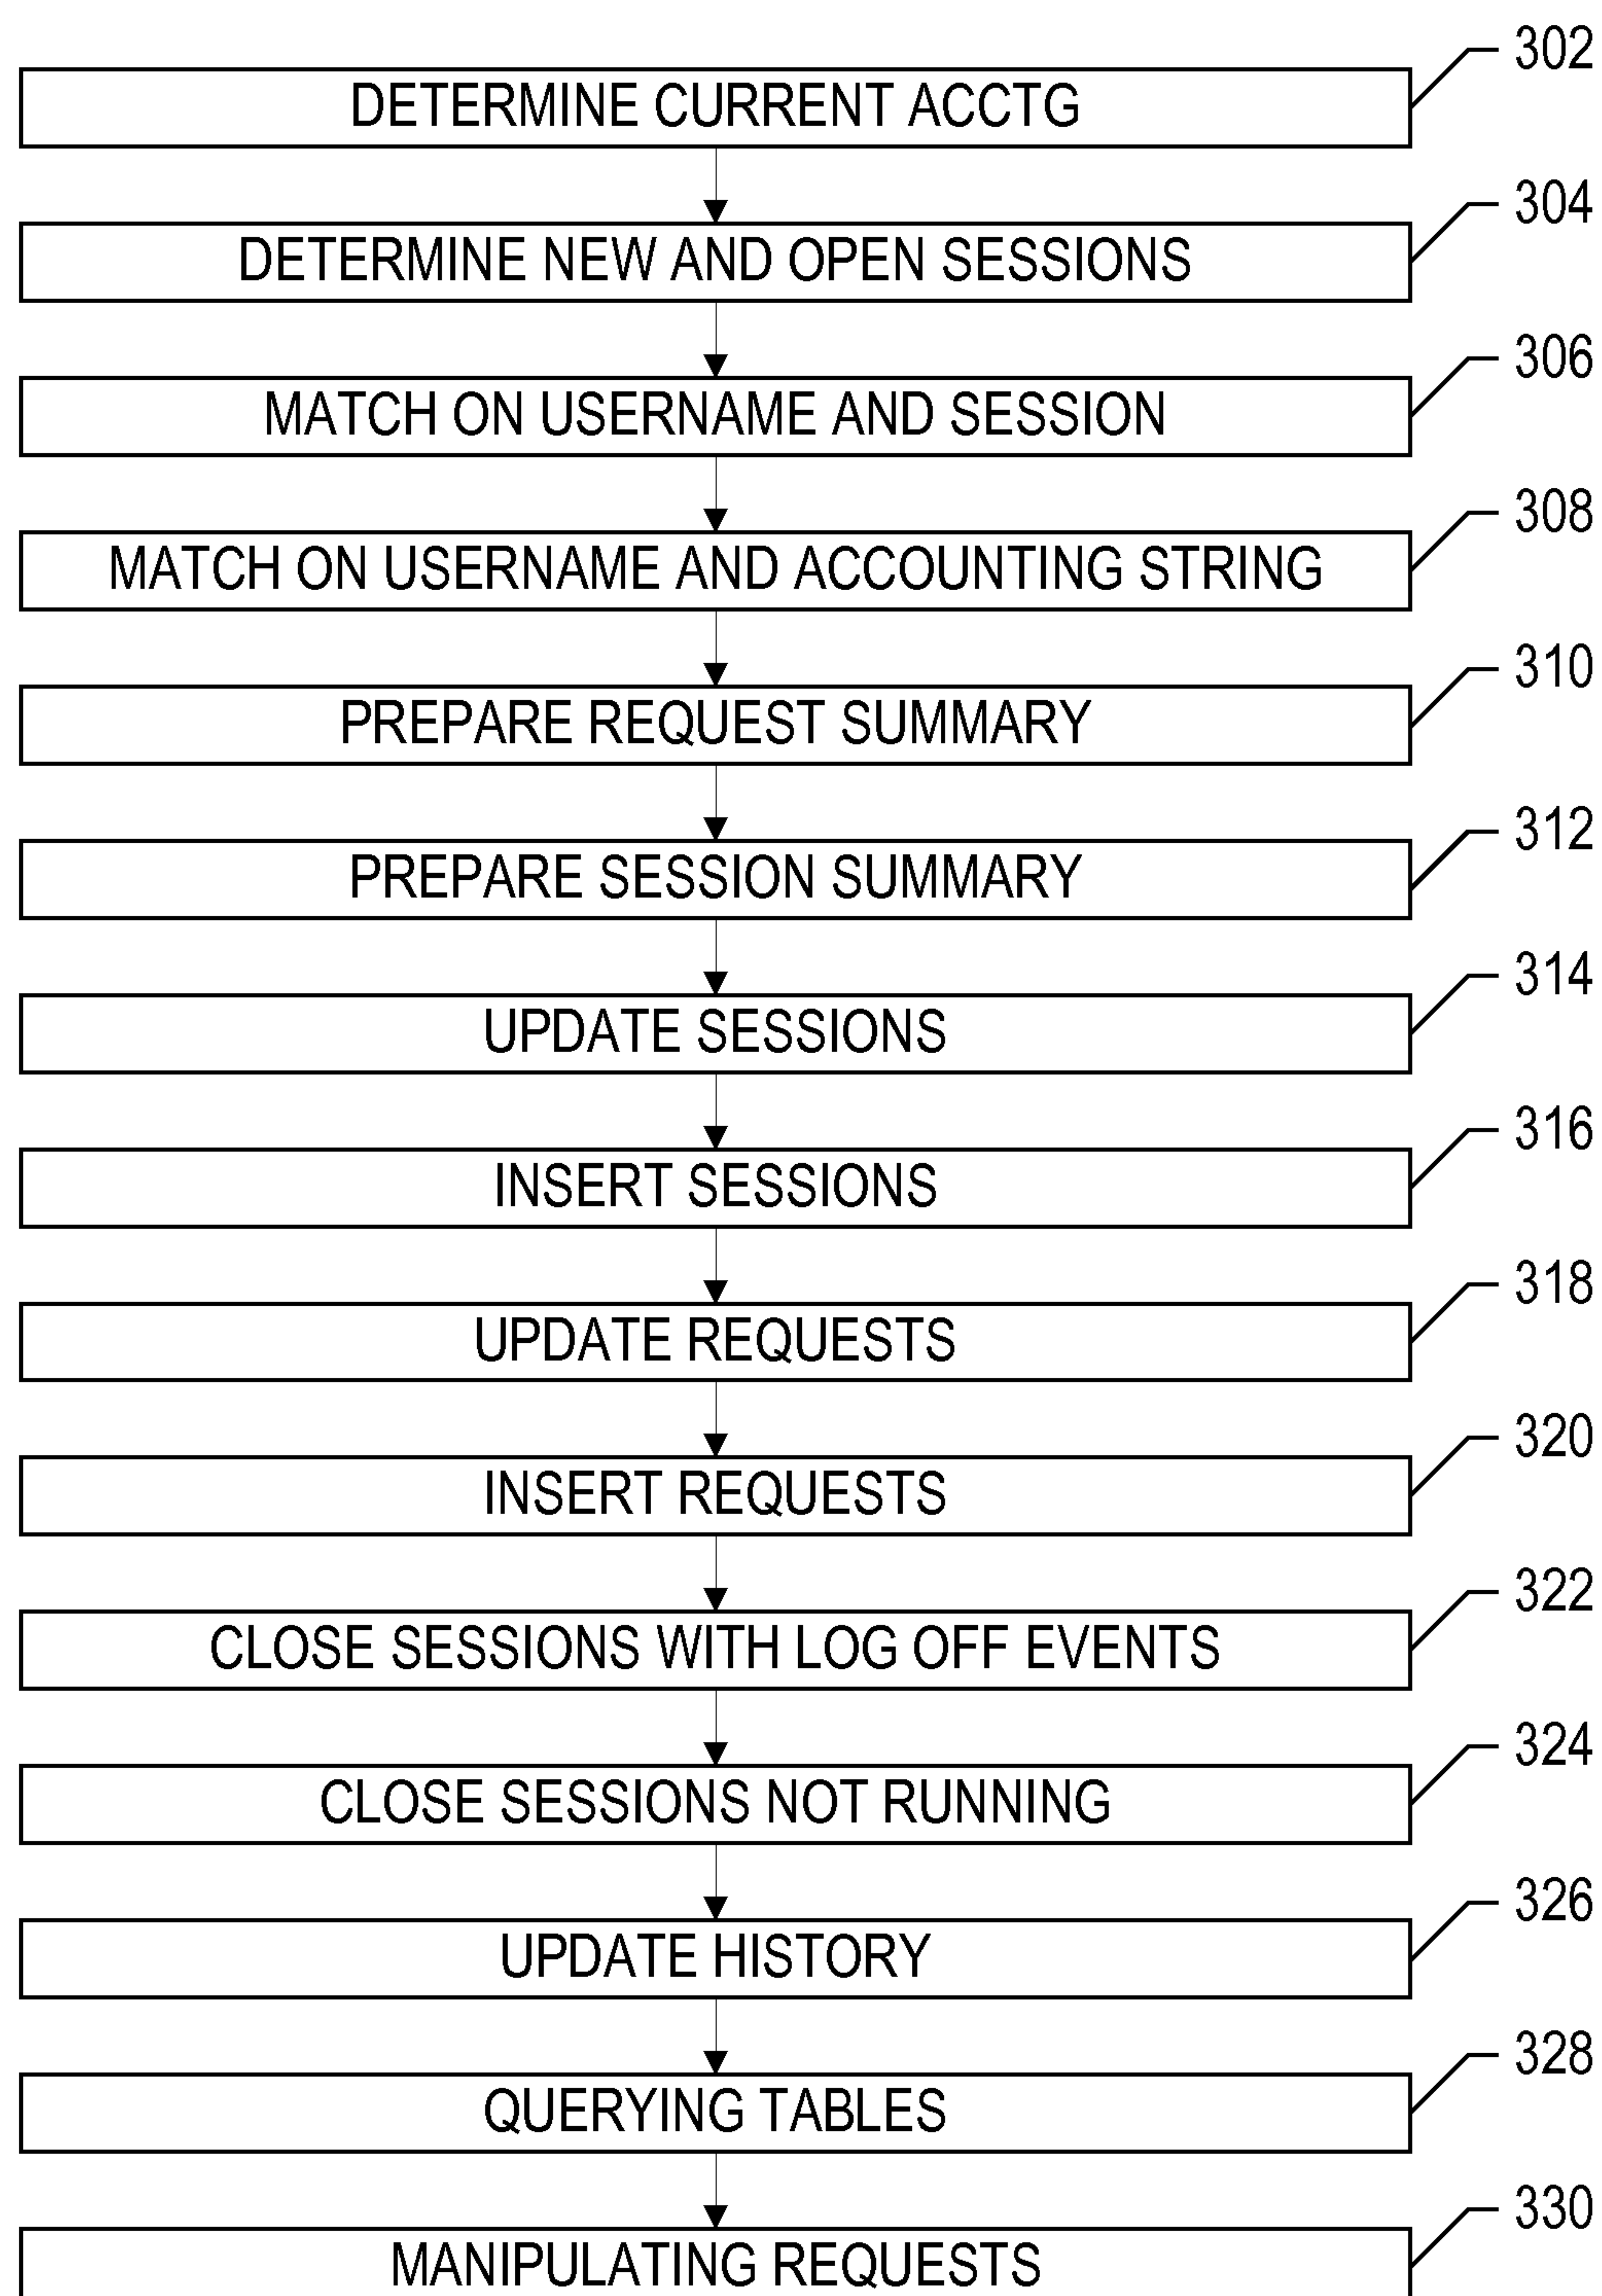 302
DETERMINE CURRENT ACCTG
304
DETERMINE NEW AND OPEN SESSIONS
306
MATCH ON USERNAME AND SESSION
308
MATCH ON USERNAME AND ACCOUNTING STRING
310
PREPARE REQUEST SUMMARY
312
PREPARE SESSION SUMMARY
314
UPDATE SESSIONS
316
INSERT SESSIONS
318
UPDATE REQUESTS
320
INSERT REQUESTS
322
CLOSE SESSIONS WITH LOG OFF EVENTS
324
CLOSE SESSIONS NOT RUNNING
326
UPDATE HISTORY
328
QUERYING TABLES
330
MANIPULATING REQUESTS